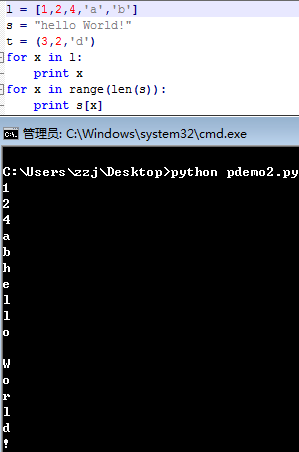 l = [1,2,4,'a','b']
s = "hello World!"
t = (3,2,'d')
for x in l:
    print x
for x in range(len(s)):
    print s[x]
管理员: C:\Windows\system32\cmd.exe
C:\Users\zzj\Desktop>python pdemo2.py
1
2
4
a
b
h
e
l
l
o

W
o
r
l
d
!